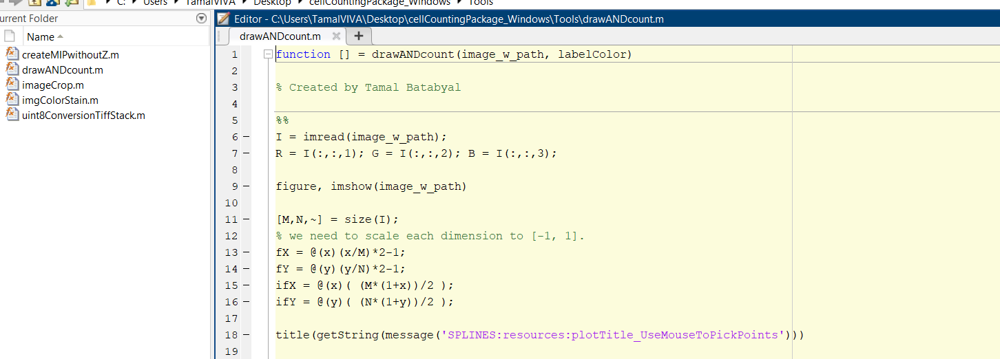 C: Users TamalVIVA Desktop cellCountingPackage_Windows Tools
urrent Folder
Name
createMIPwithoutZ.m
drawANDcount.m
imageCrop.m
imgColorStain.m
uint8ConversionTiffStack.m
Editor - C:\Users\TamalVIVA\Desktop\cellCountingPackage_Windows\Tools\drawANDcount.m
drawANDcount.m
1 function [] = drawANDcount(image_w_path, labelColor)
2
3 % Created by Tamal Batabyal
4
5 %%
6 I = imread(image_w_path);
7 R = I(:,:,1); G = I(:,:,2); B = I(:,:,3);
8
9 figure, imshow(image_w_path)
10
11 [M,N,~] = size(I);
12 % we need to scale each dimension to [-1, 1].
13 fX = @(x)(x/M)*2-1;
14 fY = @(y)(y/N)*2-1;
15 ifX = @(x)( (M*(1+x))/2 );
16 ifY = @(y)( (N*(1+y))/2 );
17
18 title(getString(message('SPLINES:resources:plotTitle_UseMouseToPickPoints')))
19